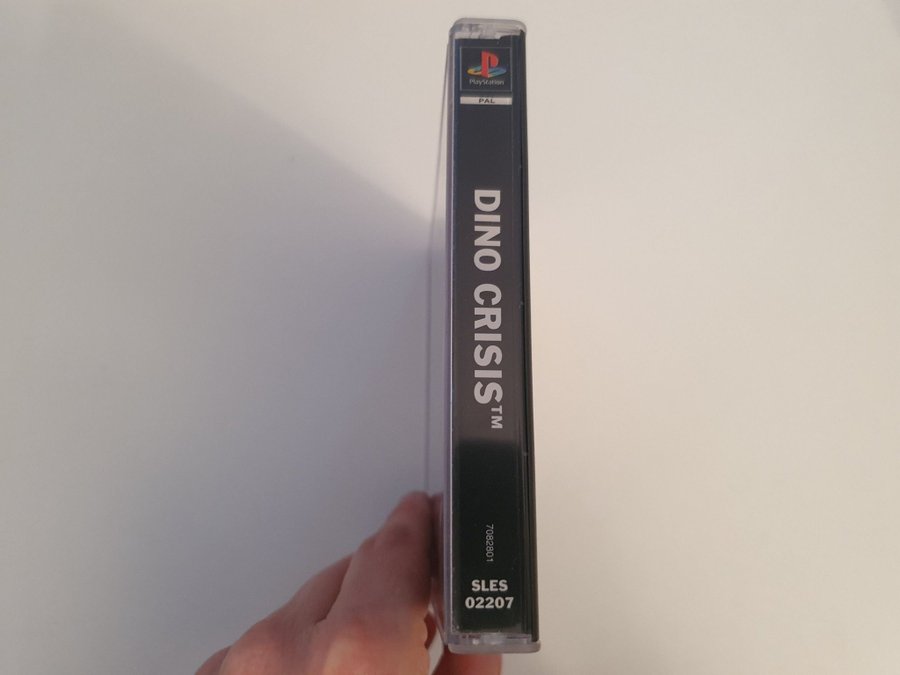 PlayStation
PAL
DINO CRISIS™
7082801
SLES
02207